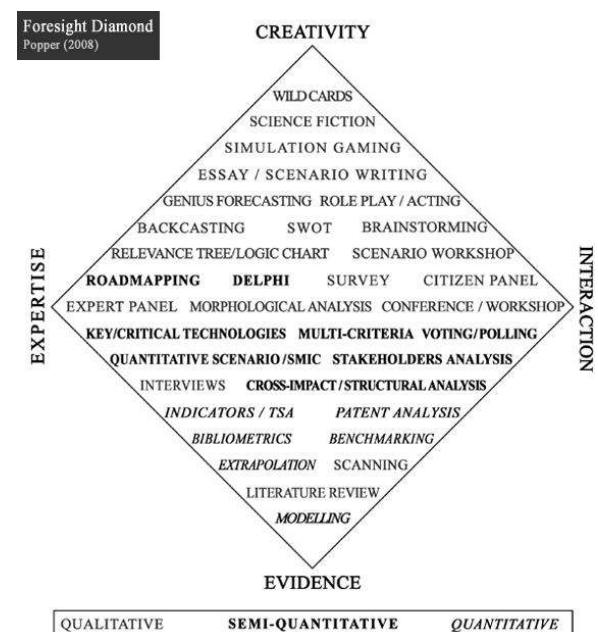 Foresight Diamond
Popper (2008)
CREATIVITY
WILD CARDS
SCIENCE FICTION
SIMULATION GAMING
ESSAY / SCENARIO WRITING
GENIUS FORECASTING ROLE PLAY / ACTING
BACKCASTING SWOT BRAINSTORMING
RELEVANCE TREE/LOGIC CHART SCENARIO WORKSHOP
ROADMAPPING DELPHI SURVEY CITIZEN PANEL
EXPERT PANEL MORPHOLOGICAL ANALYSIS CONFERENCE / WORKSHOP
KEY/CRITICAL TECHNOLOGIES MULTI-CRITERIA VOTING/POLLING
QUANTITATIVE SCENARIO/SMIC STAKEHOLDERS ANALYSIS
INTERVIEWS CROSS-IMPACT/STRUCTURAL ANALYSIS
INDICATORS / TSA PATENT ANALYSIS
BIBLIOMETRICS BENCHMARKING
EXTRAPOLATION SCANNING
LITERATURE REVIEW
MODELLING
EXPERTISE
INTERACTION
EVIDENCE
QUALITATIVE SEMI-QUANTITATIVE QUANTITATIVE